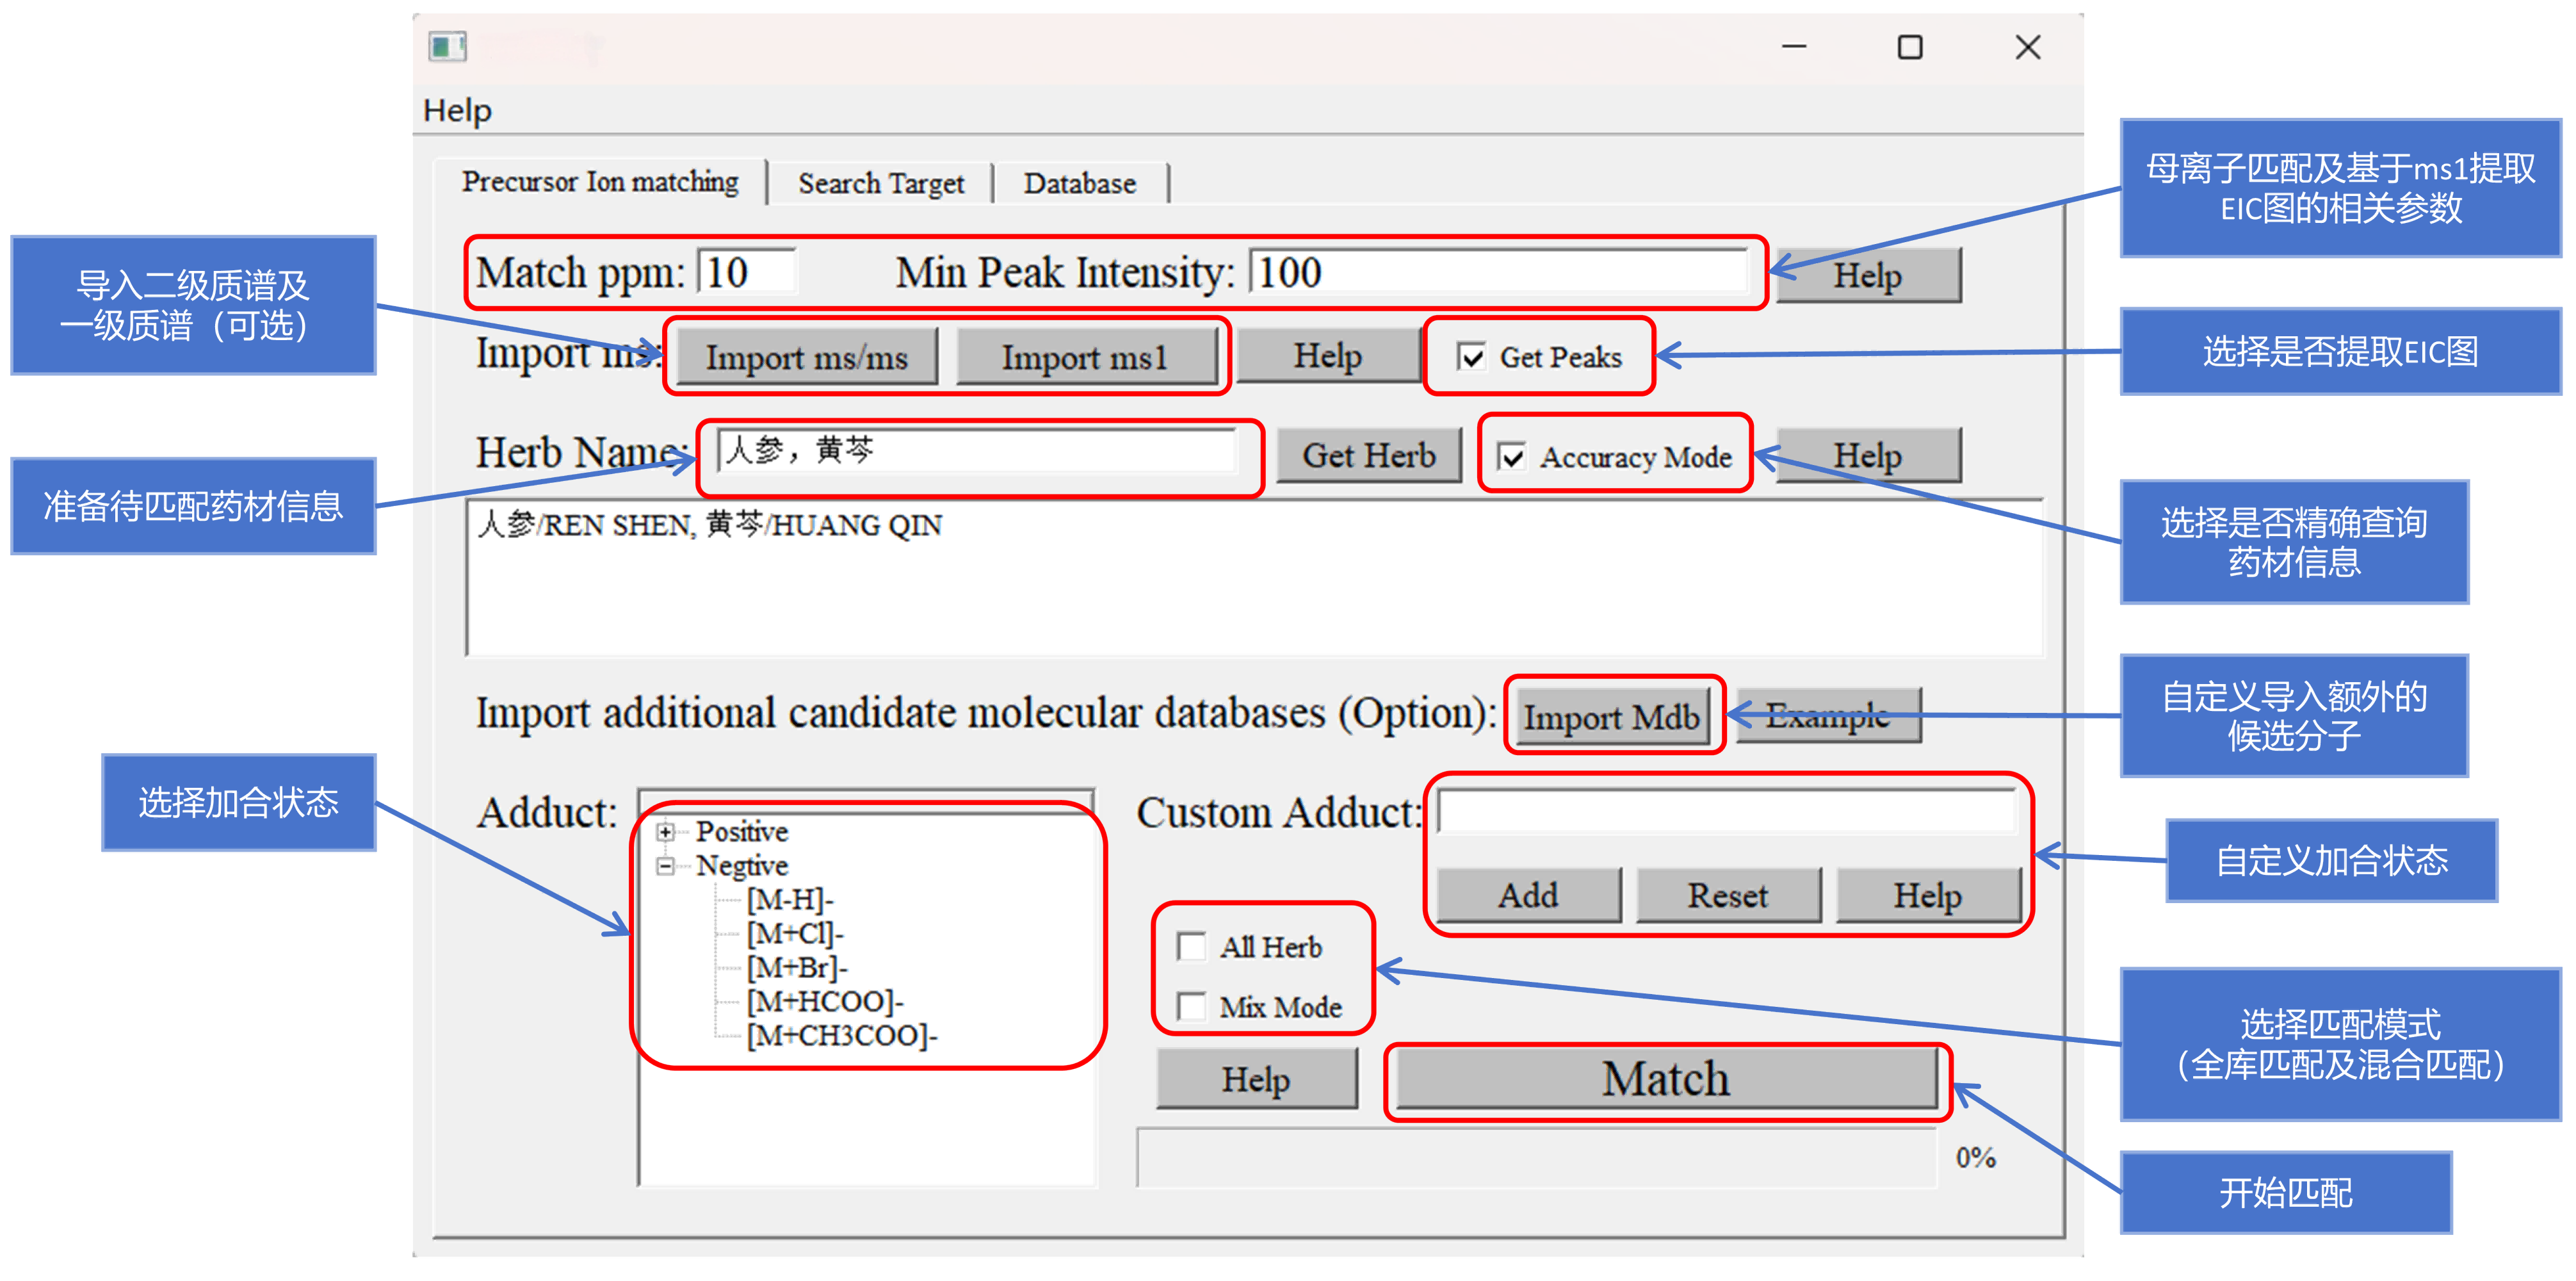 Help
Precursor Ion matching
Search Target
Database
Match ppm: 10
Min Peak Intensity: 100
Help
Import ms:
Import ms/ms
Import ms1
Help
Get Peaks
Herb Name:
人参，黄芩
Get Herb
Accuracy Mode
Help
人参/REN SHEN, 黄芩/HUANG QIN
Import additional candidate molecular databases (Option):
Import Mdb
Example
Adduct:
Positive
Negtive
[M-H]-
[M+Cl]-
[M+Br]-
[M+HCOO]-
[M+CH3COO]-
Custom Adduct:
Add
Reset
Help
All Herb
Mix Mode
Help
Match
0%
导入二级质谱及
一级质谱（可选）
准备待匹配药材信息
选择加合状态
母离子匹配及基于ms1提取
EIC图的相关参数
选择是否提取EIC图
选择是否精确查询
药材信息
自定义导入额外的
候选分子
自定义加合状态
选择匹配模式
（全库匹配及混合匹配）
开始匹配